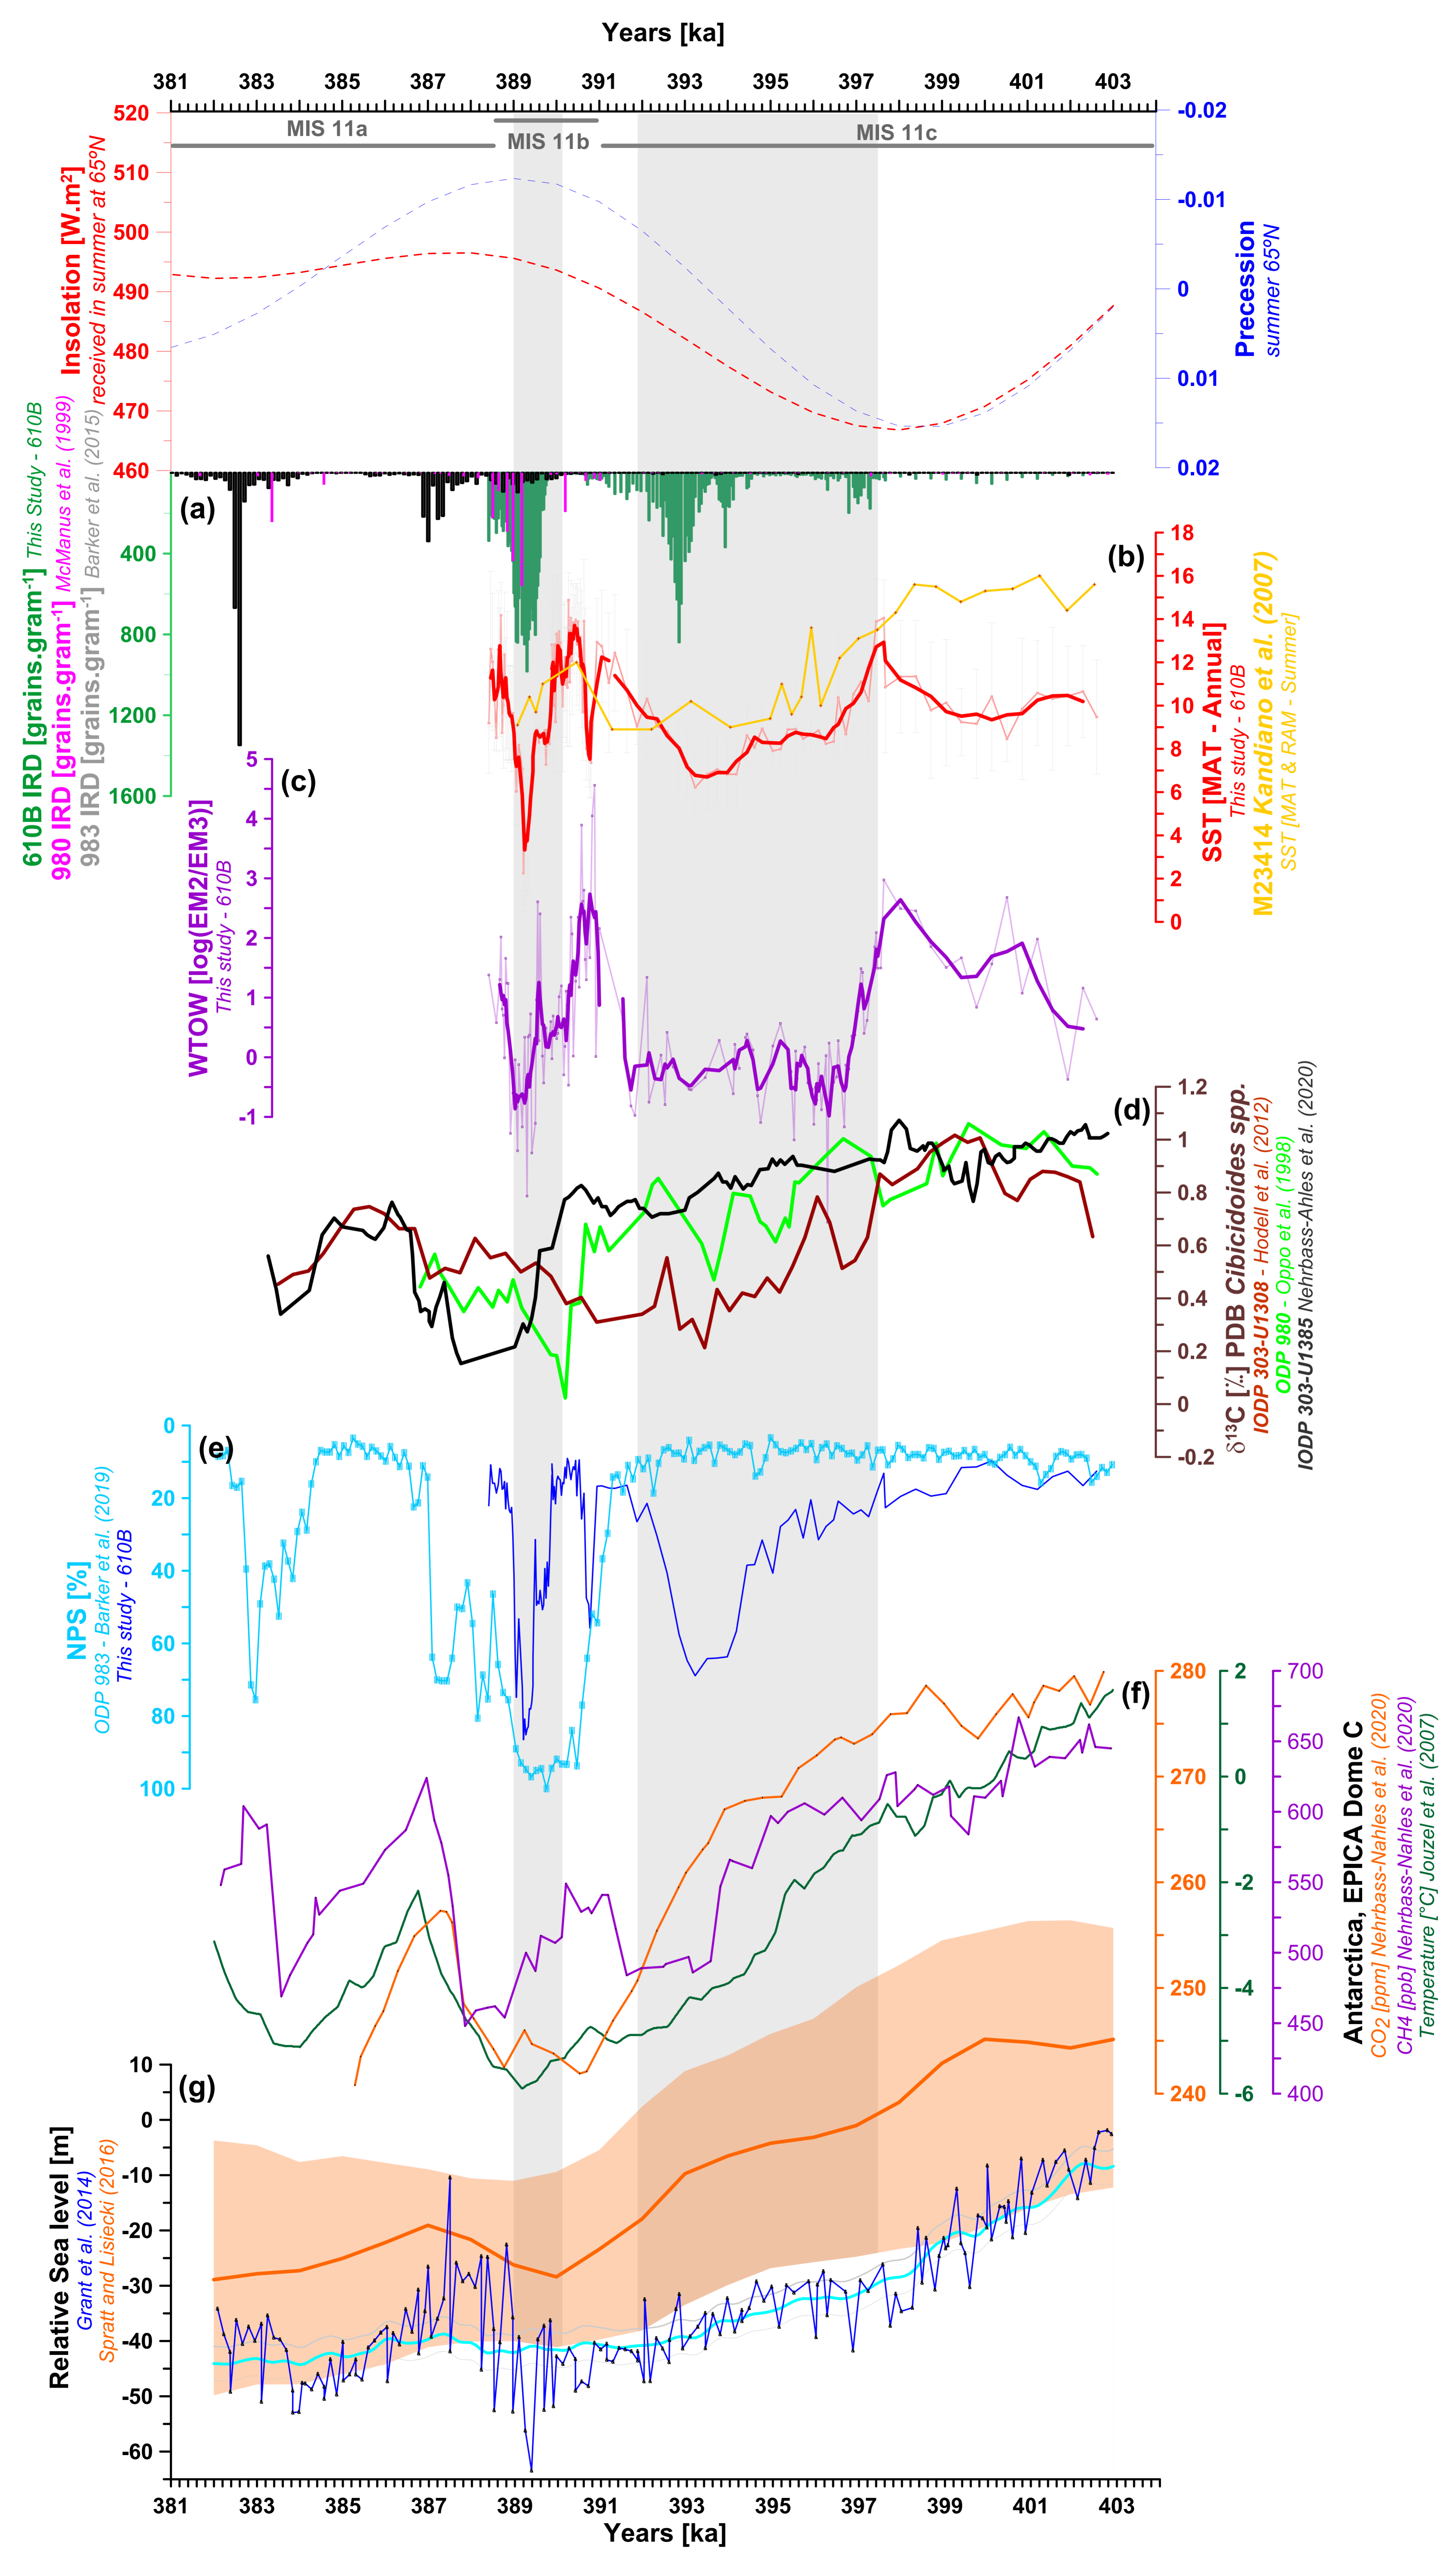 Years [ka]
381 383 385 387 389 391 393 395 397 399 401 403
MIS 11a
MIS 11b
MIS 11c
520
510
500
490
480
470
460
Insolation [W.m²]
received in summer at 65ºN
-0.02
-0.01
0
0.01
0.02
Precession
summer 65ºN
(a)
400
800
1200
1600
610B IRD [grains.gram⁻¹] This Study - 610B
980 IRD [grains.gram⁻¹] McManus et al. (1999)
983 IRD [grains.gram⁻¹] Barker et al. (2015)
(b)
18
16
14
12
10
8
6
4
2
0
SST [MAT - Annual]
This study - 610B
M23414 Kandiano et al. (2007)
SST [MAT & RAM - Summer]
(c)
5
4
3
2
1
0
-1
WTOW [log(EM2/EM3)]
This study - 610B
(d)
1.2
1
0.8
0.6
0.4
0.2
0
-0.2
δ¹³C [⁒] PDB Cibicidoides spp.
IODP 303-U1308 - Hodell et al. (2012)
ODP 980 - Oppo et al. (1998)
IODP 303-U1385 Nehrbass-Ahles et al. (2020)
(e)
0
20
40
60
80
100
NPS [%]
ODP 983 - Barker et al. (2019)
This study - 610B
(f)
280
270
260
250
240
2
0
-2
-4
-6
700
650
600
550
500
450
400
Antarctica, EPICA Dome C
CO2 [ppm] Nehrbass-Nahles et al. (2020)
CH4 [ppb] Nehrbass-Nahles et al. (2020)
Temperature [°C] Jouzel et al. (2007)
(g)
10
0
-10
-20
-30
-40
-50
-60
Relative Sea level [m]
Grant et al. (2014)
Spratt and Lisiecki (2016)
381 383 385 387 389 391 393 395 397 399 401 403
Years [ka]